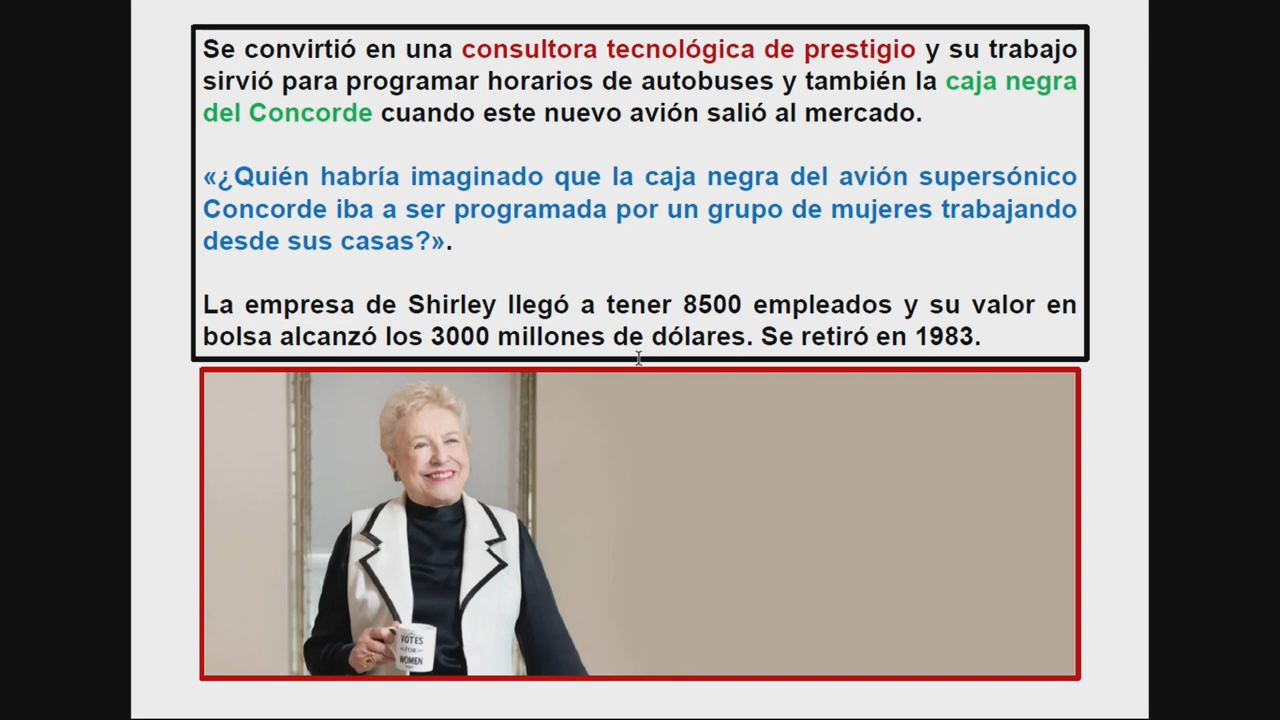 Se convirtió en una consultora tecnológica de prestigio y su trabajo
sirvió para programar horarios de autobuses y también la caja negra
del Concorde cuando este nuevo avión salió al mercado.
«¿Quién habría imaginado que la caja negra del avión supersónico
Concorde iba a ser programada por un grupo de mujeres trabajando
desde sus casas?».
La empresa de Shirley llegó a tener 8500 empleados y su valor en
bolsa alcanzó los 3000 millones de dólares. Se retiró en 1983.
VOTES
FOR
WOMEN